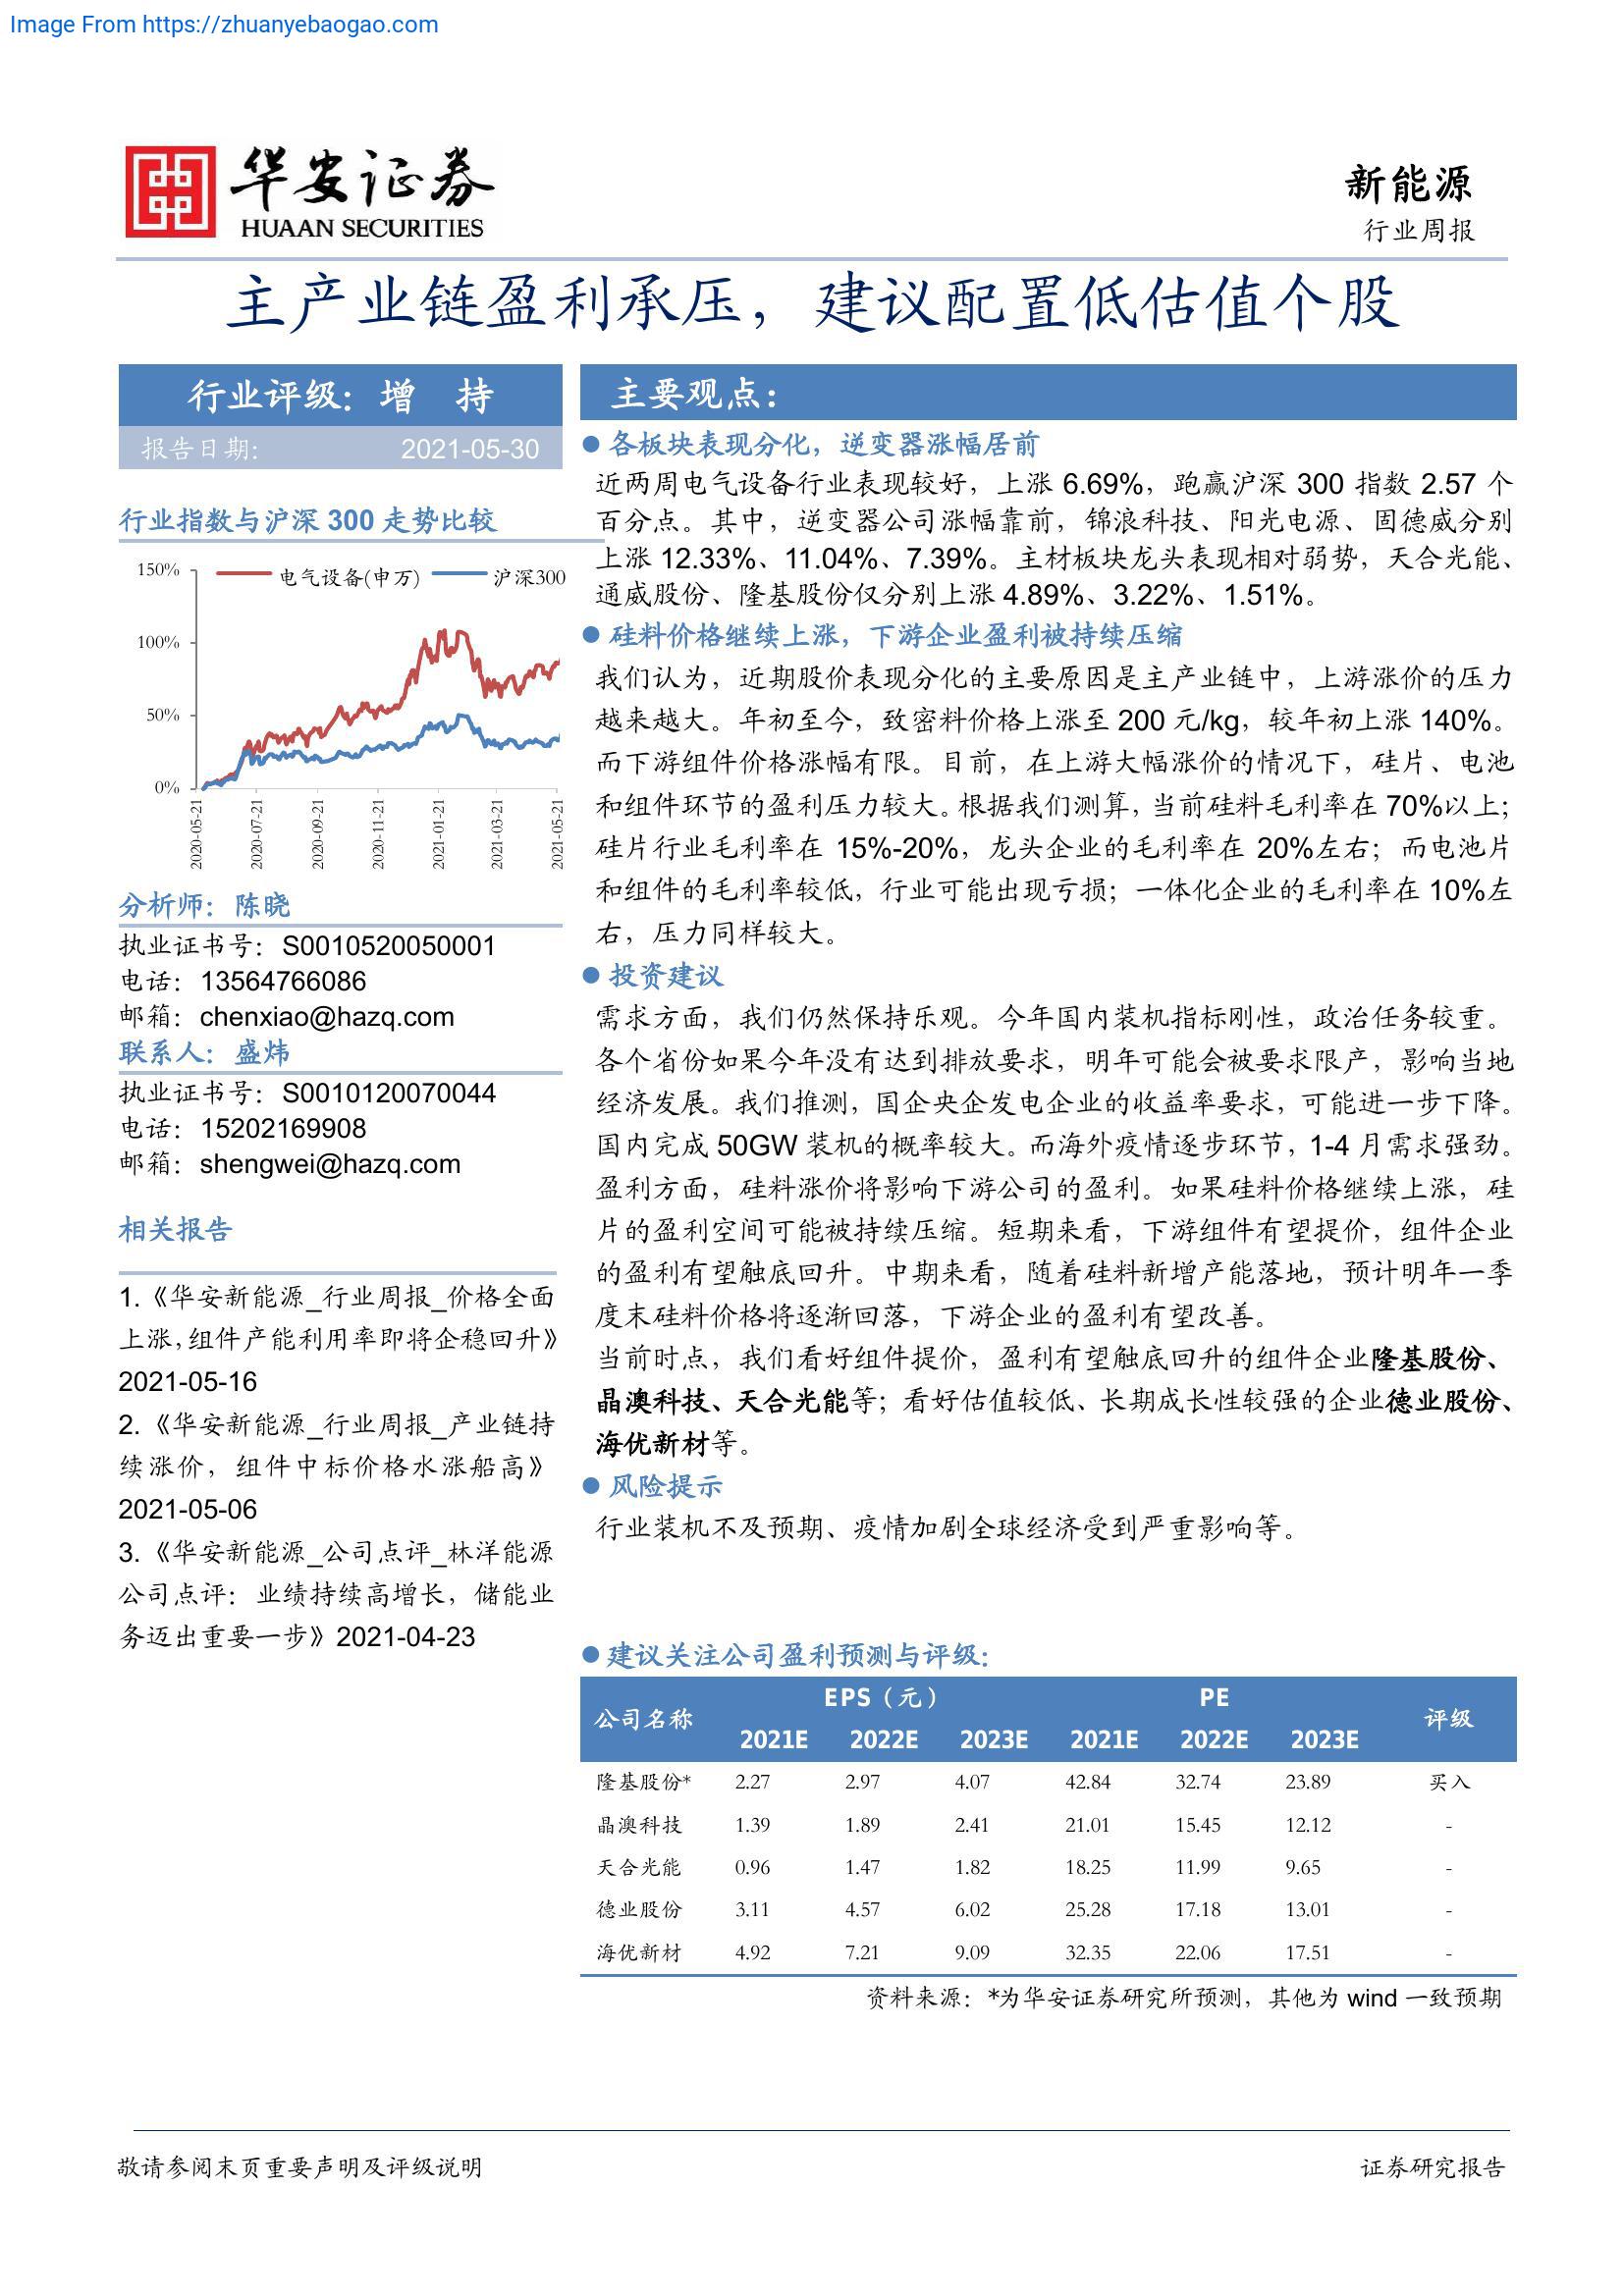 Image From https://zhuanyebaogao.com
华安证券
HUAAN SECURITIES
新能源
行业周报
主产业链盈利承压，建议配置低估值个股
行业评级：增 持
报告日期： 2021-05-30
行业指数与沪深 300 走势比较
电气设备(申万) 沪深300
150%
100%
50%
0%
2020-05-21
2020-07-21
2020-09-21
2020-11-21
2021-01-21
2021-03-21
2021-05-21
分析师：陈晓
执业证书号：S0010520050001
电话：13564766086
邮箱：chenxiao@hazq.com
联系人：盛炜
执业证书号：S0010120070044
电话：15202169908
邮箱：shengwei@hazq.com
相关报告
1.《华安新能源_行业周报_价格全面
上涨，组件产能利用率即将企稳回升》
2021-05-16
2.《华安新能源_行业周报_产业链持
续涨价，组件中标价格水涨船高》
2021-05-06
3.《华安新能源_公司点评_林洋能源
公司点评：业绩持续高增长，储能业
务迈出重要一步》2021-04-23
主要观点：
● 各板块表现分化，逆变器涨幅居前
近两周电气设备行业表现较好，上涨 6.69%，跑赢沪深 300 指数 2.57 个
百分点。其中，逆变器公司涨幅靠前，锦浪科技、阳光电源、固德威分别
上涨 12.33%、11.04%、7.39%。主材板块龙头表现相对弱势，天合光能、
通威股份、隆基股份仅分别上涨 4.89%、3.22%、1.51%。
● 硅料价格继续上涨，下游企业盈利被持续压缩
我们认为，近期股价表现分化的主要原因是主产业链中，上游涨价的压力
越来越大。年初至今，致密料价格上涨至 200 元/kg，较年初上涨 140%。
而下游组件价格涨幅有限。目前，在上游大幅涨价的情况下，硅片、电池
和组件环节的盈利压力较大。根据我们测算，当前硅料毛利率在 70%以上；
硅片行业毛利率在 15%-20%，龙头企业的毛利率在 20%左右；而电池片
和组件的毛利率较低，行业可能出现亏损；一体化企业的毛利率在 10%左
右，压力同样较大。
● 投资建议
需求方面，我们仍然保持乐观。今年国内装机指标刚性，政治任务较重。
各个省份如果今年没有达到排放要求，明年可能会被要求限产，影响当地
经济发展。我们推测，国企央企发电企业的收益率要求，可能进一步下降。
国内完成 50GW 装机的概率较大。而海外疫情逐步环节，1-4 月需求强劲。
盈利方面，硅料涨价将影响下游公司的盈利。如果硅料价格继续上涨，硅
片的盈利空间可能被持续压缩。短期来看，下游组件有望提价，组件企业
的盈利有望触底回升。中期来看，随着硅料新增产能落地，预计明年一季
度末硅料价格将逐渐回落，下游企业的盈利有望改善。
当前时点，我们看好组件提价，盈利有望触底回升的组件企业隆基股份、
晶澳科技、天合光能等；看好估值较低、长期成长性较强的企业德业股份、
海优新材等。
● 风险提示
行业装机不及预期、疫情加剧全球经济受到严重影响等。
● 建议关注公司盈利预测与评级：
公司名称 EPS（元） PE 评级
2021E 2022E 2023E 2021E 2022E 2023E
隆基股份* 2.27 2.97 4.07 42.84 32.74 23.89 买入
晶澳科技 1.39 1.89 2.41 21.01 15.45 12.12 -
天合光能 0.96 1.47 1.82 18.25 11.99 9.65 -
德业股份 3.11 4.57 6.02 25.28 17.18 13.01 -
海优新材 4.92 7.21 9.09 32.35 22.06 17.51 -
资料来源：*为华安证券研究所预测，其他为 wind 一致预期
敬请参阅末页重要声明及评级说明 证券研究报告